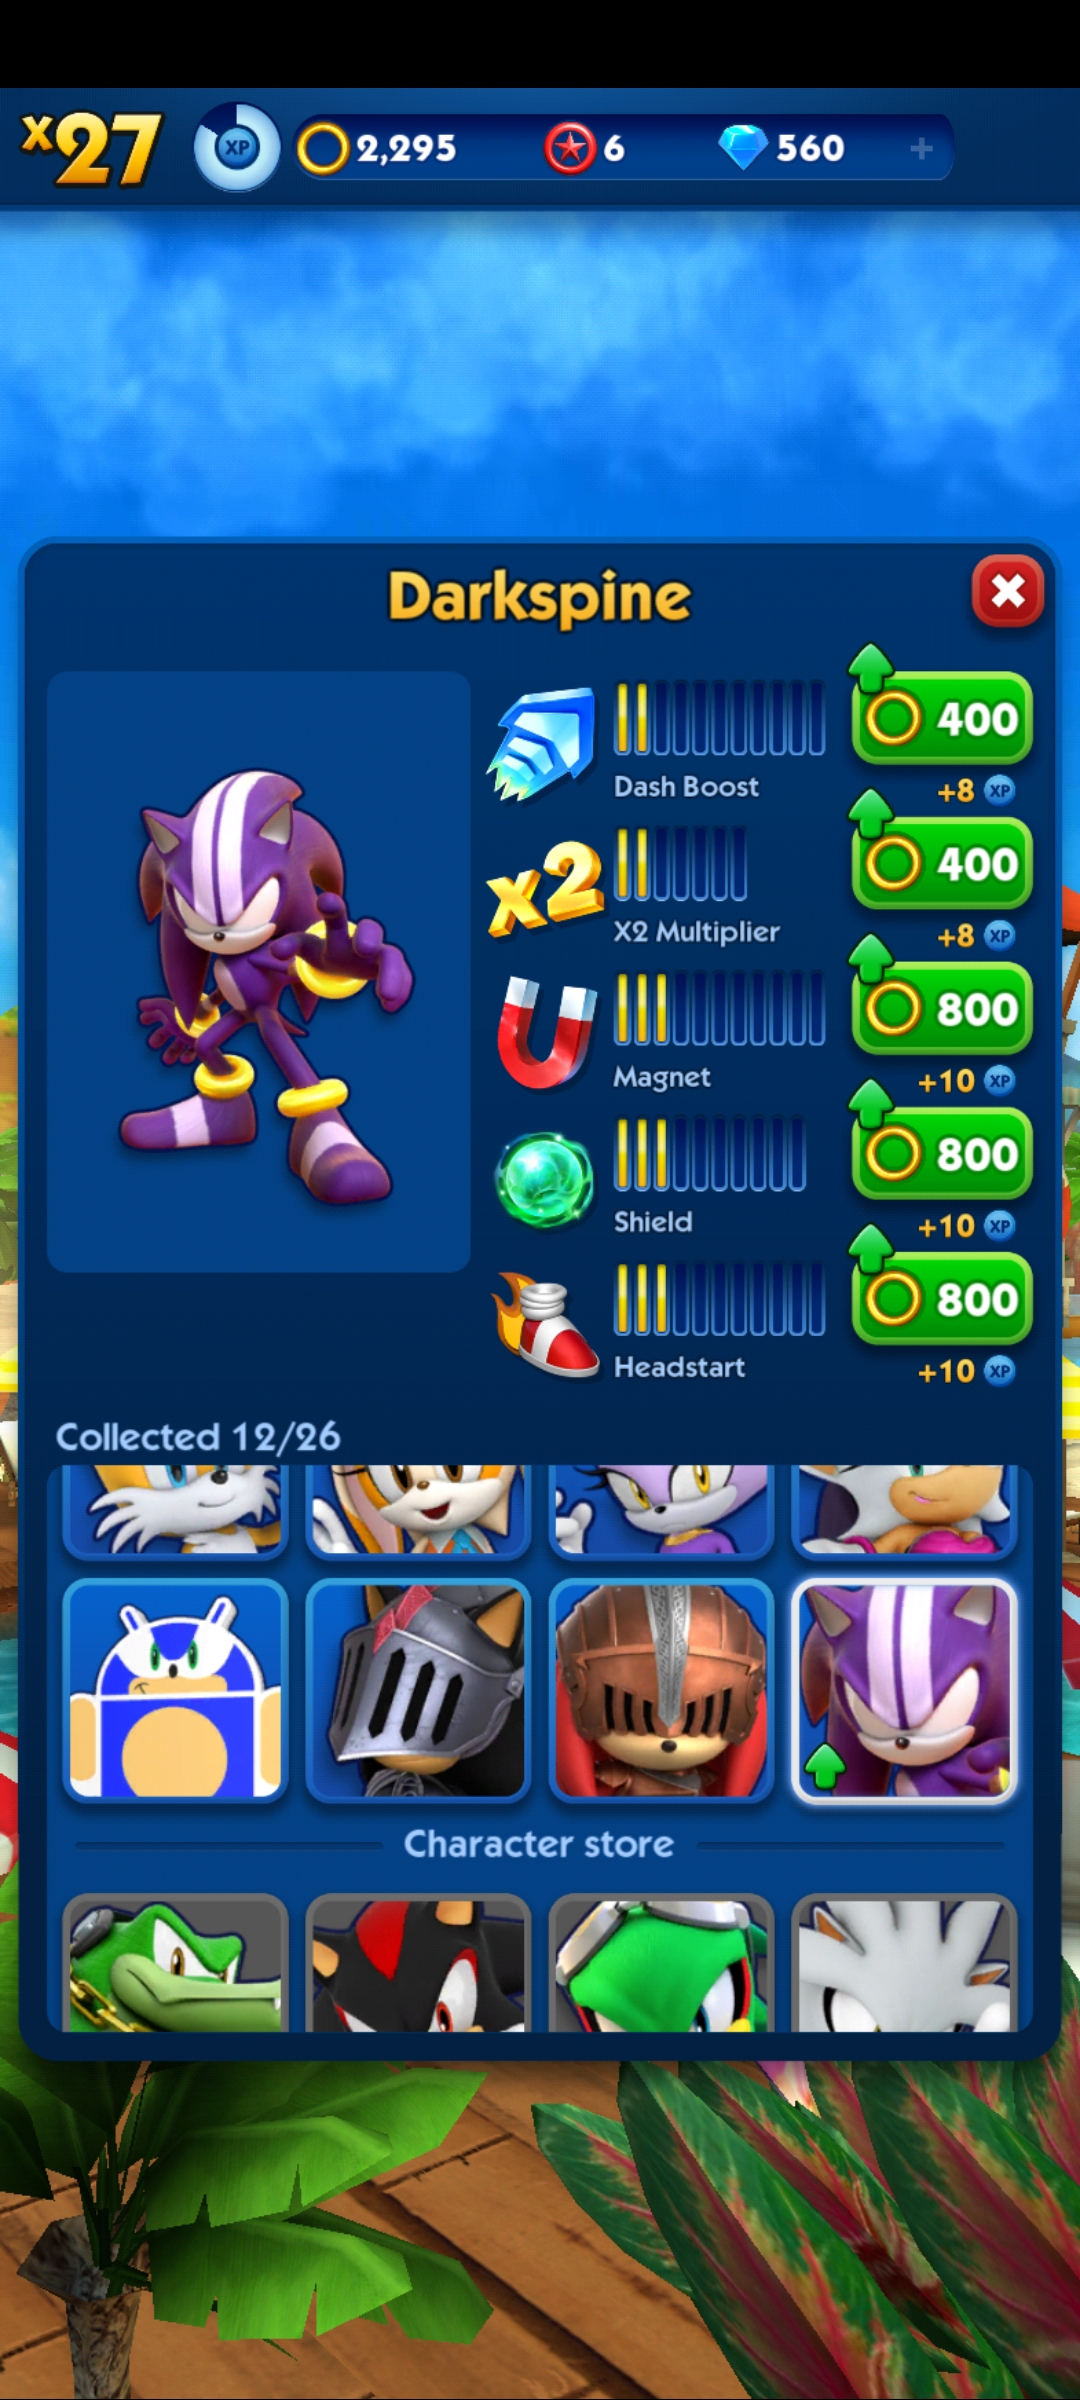 x27
XP
2,295
6
560
+
Darkspine
400
Dash Boost
+8 XP
x2
400
X2 Multiplier
+8 XP
800
Magnet
+10 XP
800
Shield
+10 XP
800
Headstart
+10 XP
Collected 12/26
Character store